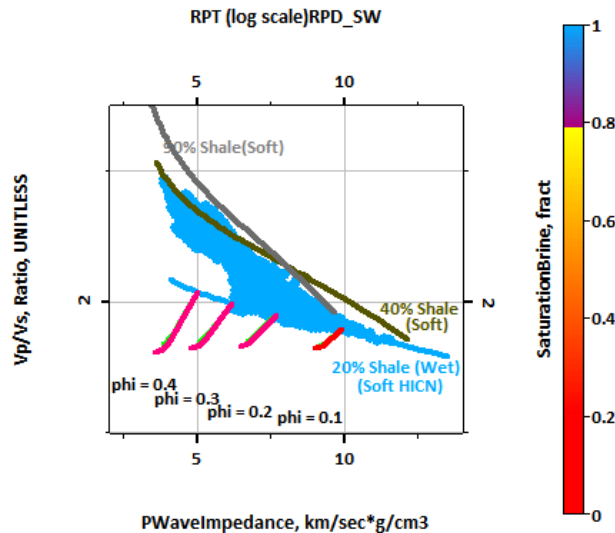 RPT (log scale)RPD_SW
5 10
90% Shale(Soft)
Vp/Vs, Ratio, UNITLESS
2
2
40% Shale
(Soft)
20% Shale (Wet)
(Soft HICN)
phi = 0.4
phi = 0.3
phi = 0.2
phi = 0.1
5 10
PWaveImpedance, km/sec*g/cm3
SaturationBrine, fract
1
0.8
0.6
0.4
0.2
0